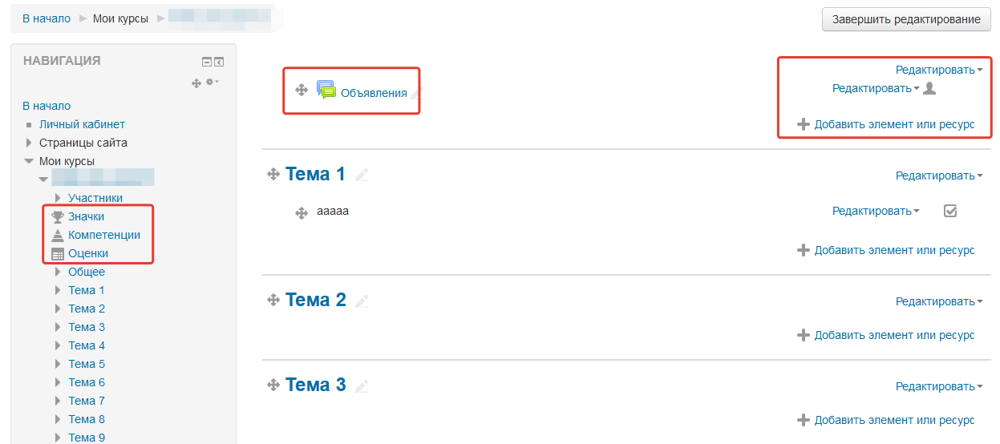 В начало Мои курсы
Завершить редактирование
НАВИГАЦИЯ
В начало
Личный кабинет
Страницы сайта
Мои курсы
Участники
Значки
Компетенции
Оценки
Общее
Тема 1
Тема 2
Тема 3
Тема 4
Тема 5
Тема 6
Тема 7
Тема 8
Тема 9
Объявления
Редактировать
Редактировать
Добавить элемент или ресурс
Тема 1
Редактировать
ааааа
Редактировать
Добавить элемент или ресурс
Тема 2
Редактировать
Добавить элемент или ресурс
Тема 3
Редактировать
Добавить элемент или ресурс